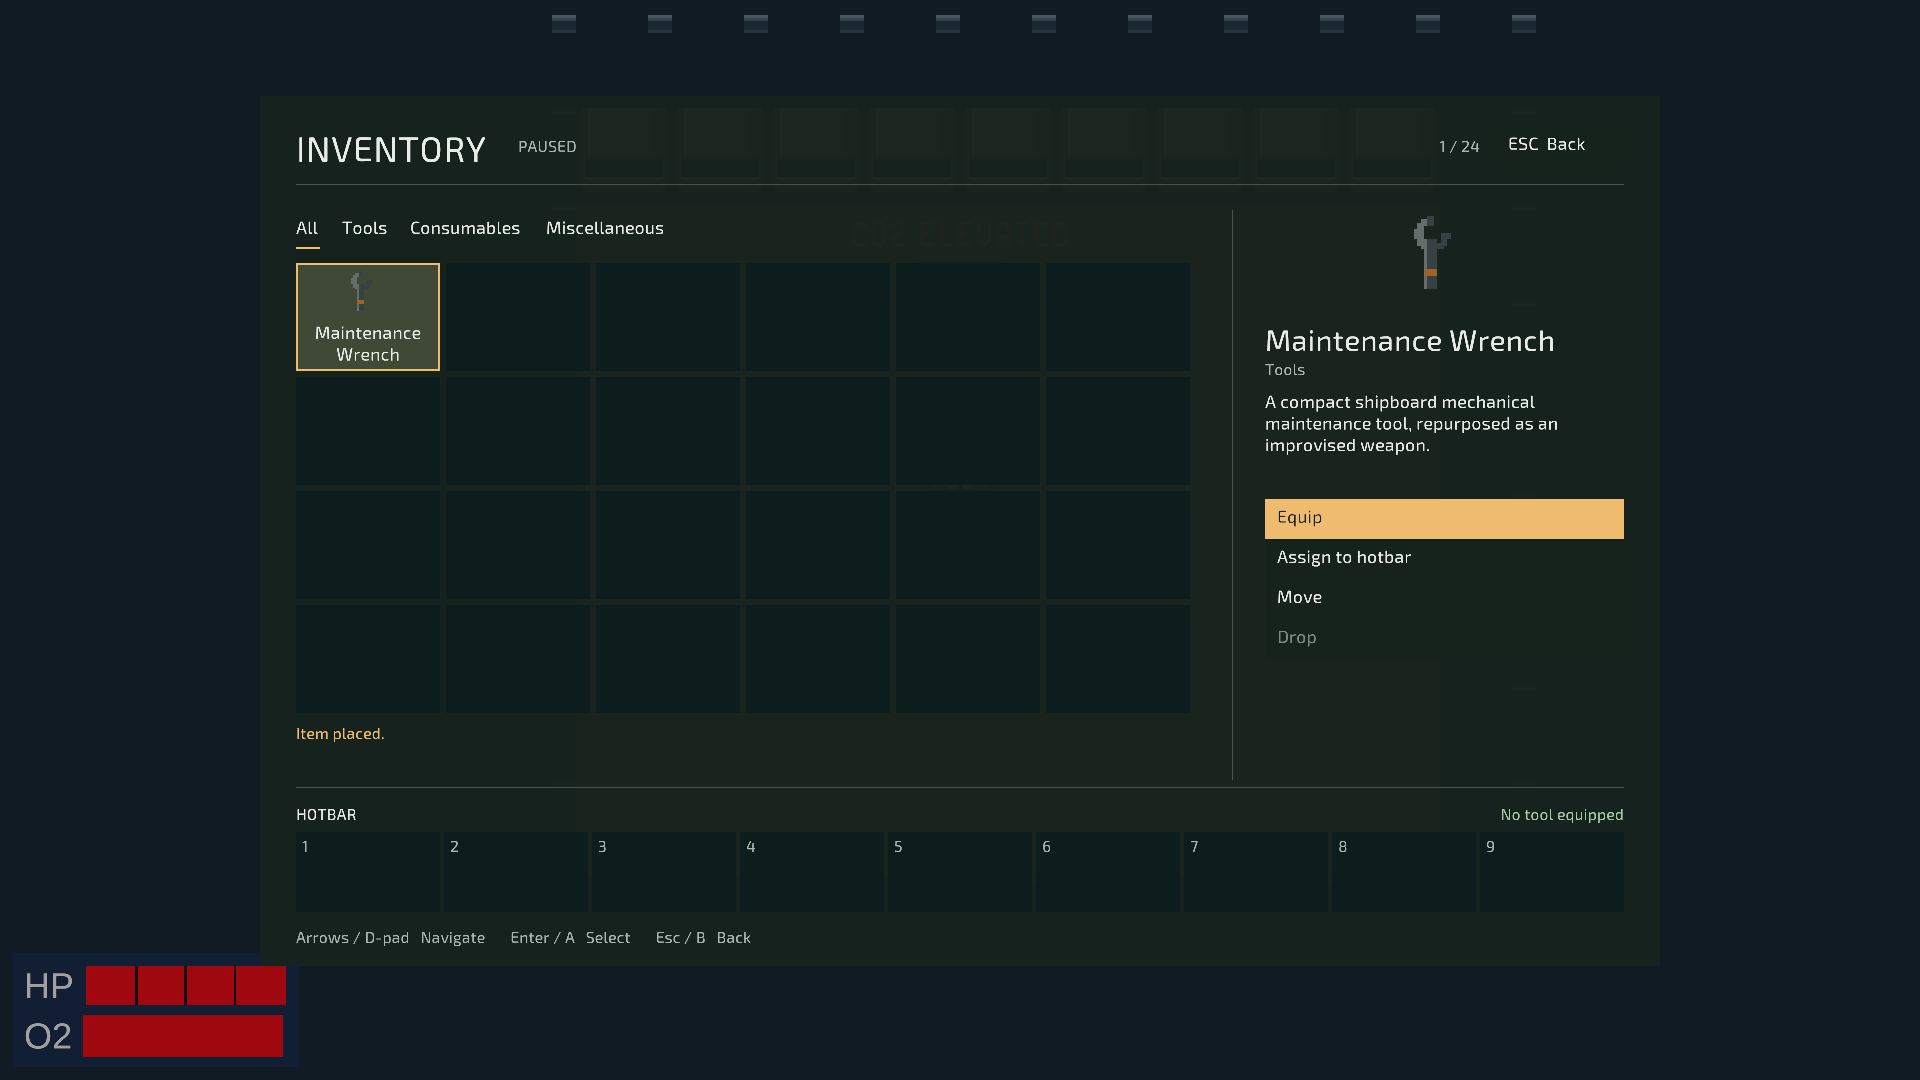 INVENTORY PAUSED 1 / 24 ESC Back
All Tools Consumables Miscellaneous
CO2 ELEVATED
Maintenance
Wrench
Maintenance Wrench
Tools
A compact shipboard mechanical
maintenance tool, repurposed as an
improvised weapon.
Equip
Assign to hotbar
Move
Drop
Item placed.
HOTBAR No tool equipped
1 2 3 4 5 6 7 8 9
Arrows / D-pad Navigate Enter / A Select Esc / B Back
HP
O2